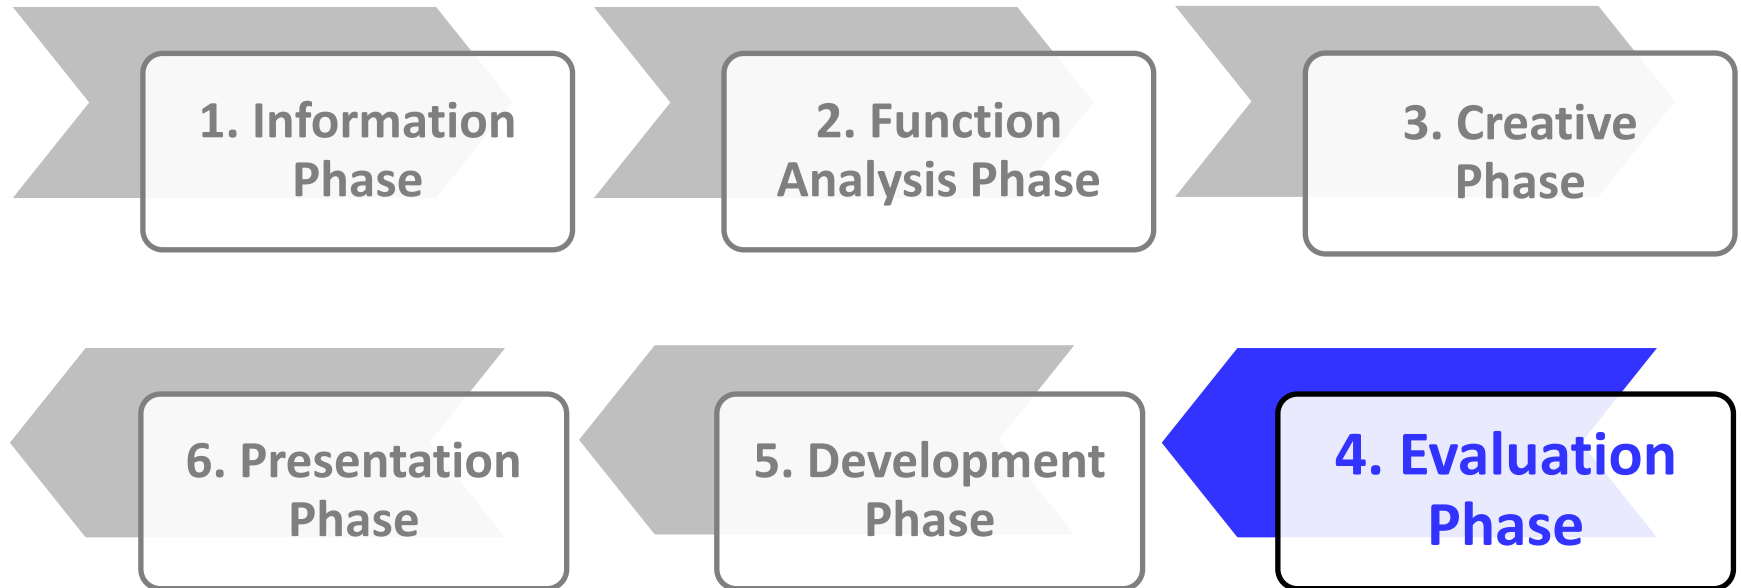 1. Information
Phase
2. Function
Analysis Phase
3. Creative
Phase
4. Evaluation
Phase
5. Development
Phase
6. Presentation
Phase